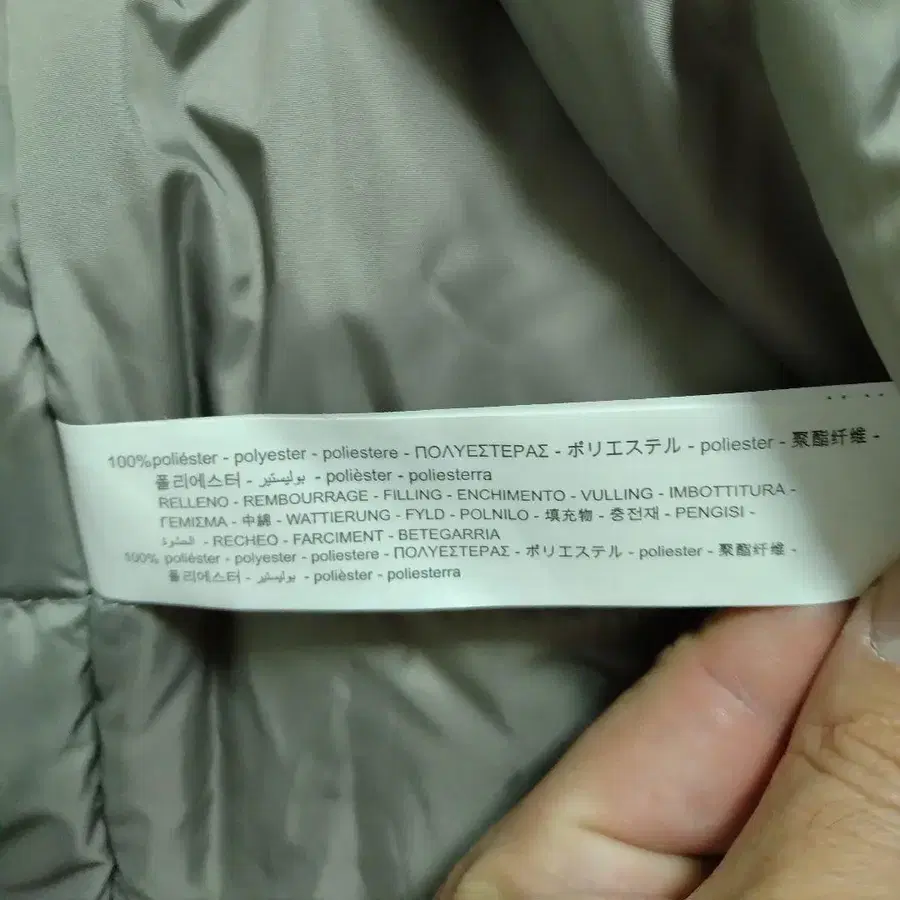 100%poliéster - polyester - poliestere - ΠΟΛΥΕΣΤΕΡΑΣ - ポリエステル - poliester - 聚酯纤维 -
폴리에스터 - بوليستير - polièster - poliesterra
RELLENO - REMBOURRAGE - FILLING - ENCHIMENTO - VULLING - IMBOTTITURA -
ΓΕΜΙΣΜΑ - 中綿 - WATTIERUNG - FYLD - POLNILO - 填充物 - 충전재 - PENGISI -
- RECHEO - FARCIMENT - BETEGARRIA
100% poliéster - polyester - poliestere - ΠΟΛΥΕΣΤΕΡΑΣ - ポリエステル - poliester - 聚酯纤维 -
폴리에스터 - بوليستير - polièster - poliesterra